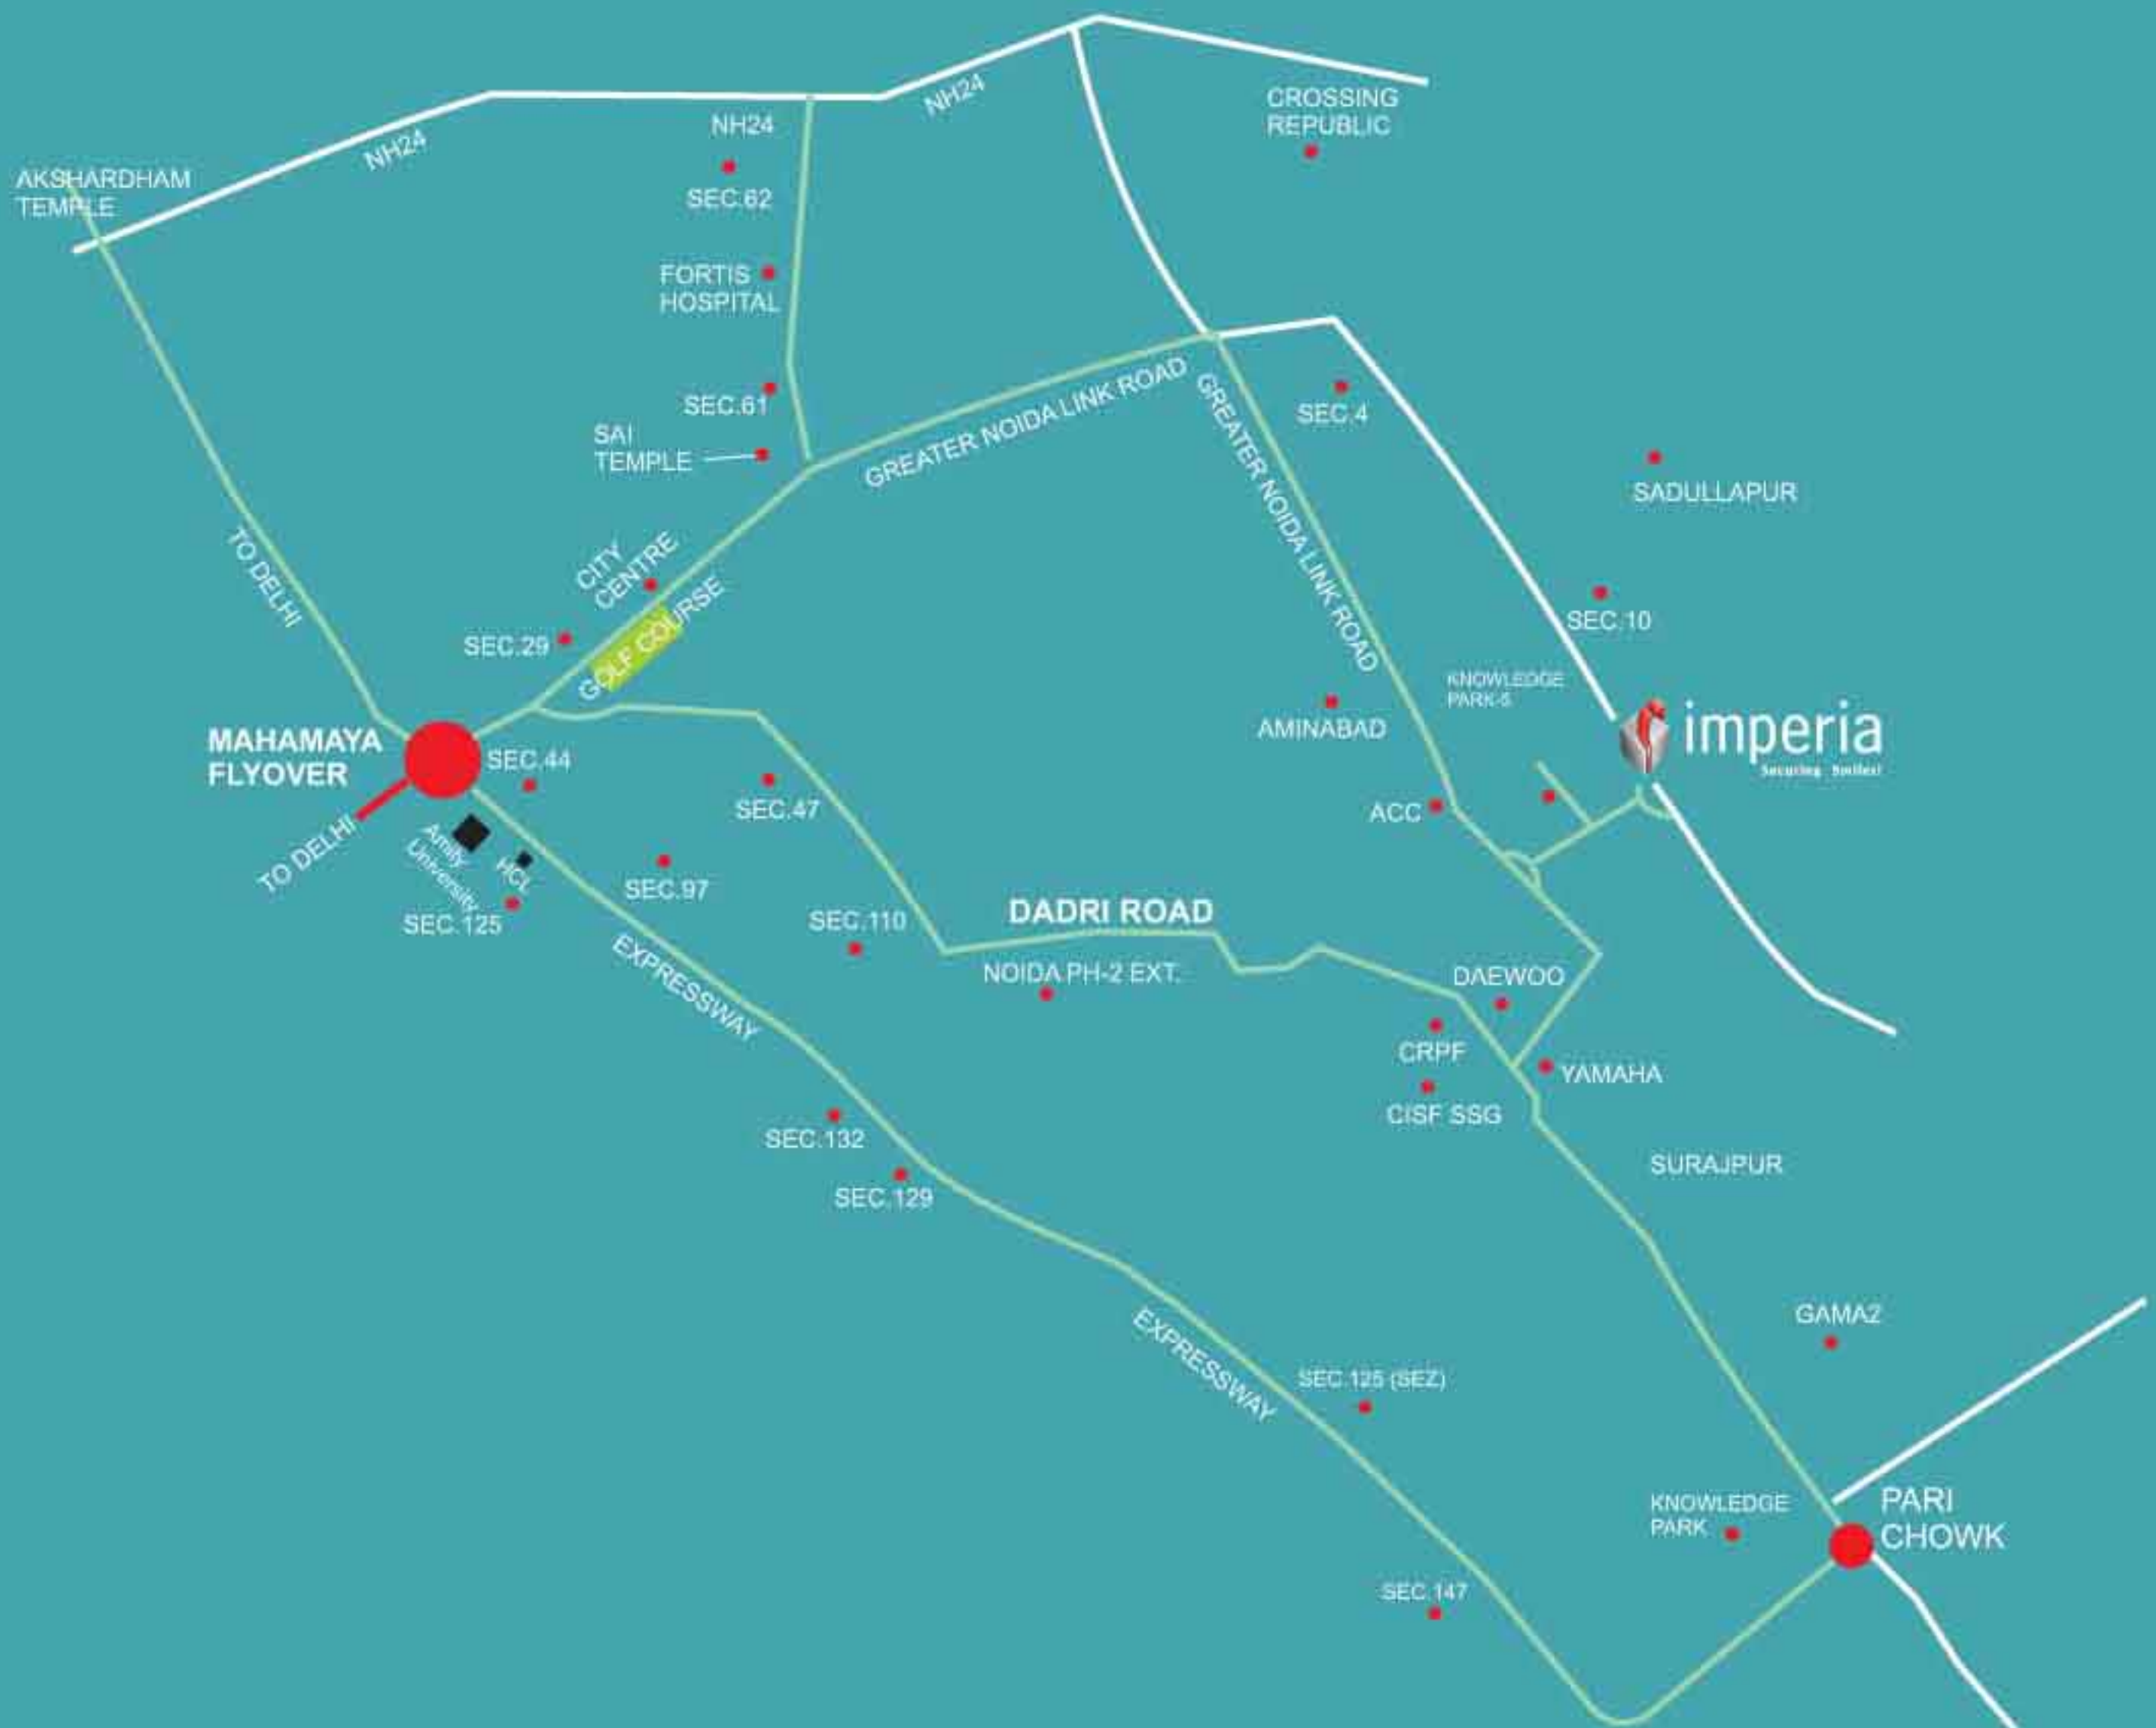 CROSSING
REPUBLIC
NH24
NH24
NH24
AKSHARDHAM
TEMPLE
SEC.62
FORTIS
HOSPITAL
SEC.61
SAI
TEMPLE
GREATER NOIDA LINK ROAD
GREATER NOIDA LINK ROAD
SEC.4
SADULLAPUR
TO DELHI
CITY
CENTRE
GOLF COURSE
SEC.29
SEC.10
KNOWLEDGE
PARK-5
AMINABAD
imperia
Securing Smiles!
MAHAMAYA
FLYOVER
SEC.44
TO DELHI
Amity
University
HCL
SEC.125
SEC.47
SEC.97
ACC
SEC.110
DADRI ROAD
NOIDA PH-2 EXT.
EXPRESSWAY
DAEWOO
CRPF
YAMAHA
CISF SSG
SEC.132
SURAJPUR
SEC.129
EXPRESSWAY
GAMA2
SEC.125 (SEZ)
KNOWLEDGE
PARK
PARI
CHOWK
SEC.147